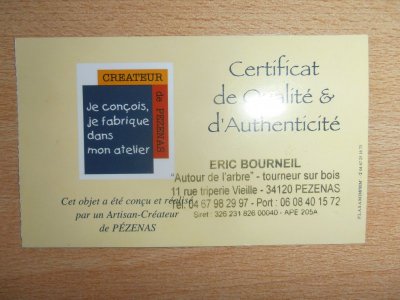 CREATEUR
de PEZENAS
Je conçois,
je fabrique
dans
mon atelier
Certificat
de Qualité &
d'Authenticité
ERIC BOURNEIL
"Autour de l'arbre" - tourneur sur bois
11 rue triperie Vieille - 34120 PEZENAS
Tél. 04 67 98 29 97 - Port : 06 08 40 15 72
Siret : 326 231 826 00040 - APE 205A
Cet objet a été conçu et réalisé
par un Artisan-Créateur
de PÉZENAS